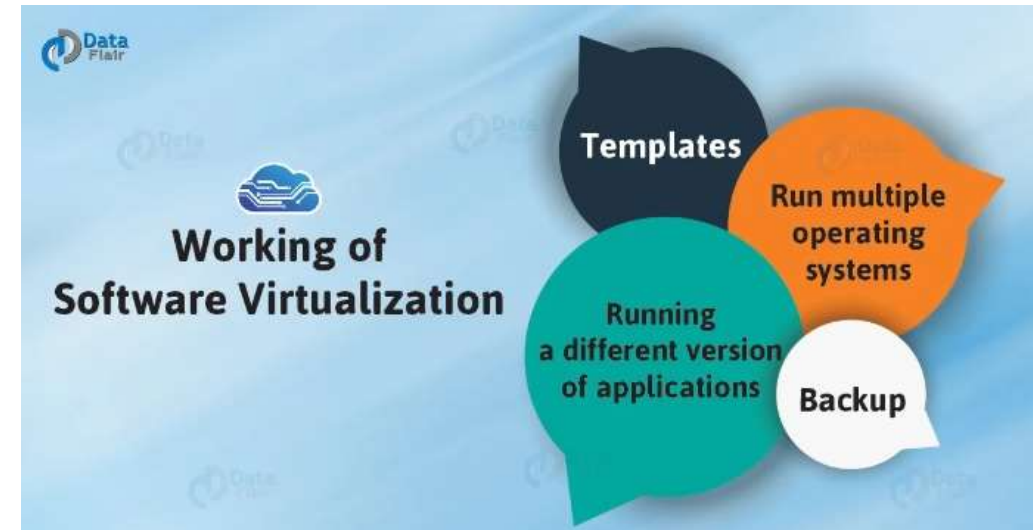 Data
Flair
Working of
Software Virtualization
Templates
Run multiple
operating
systems
Running
a different version
of applications
Backup